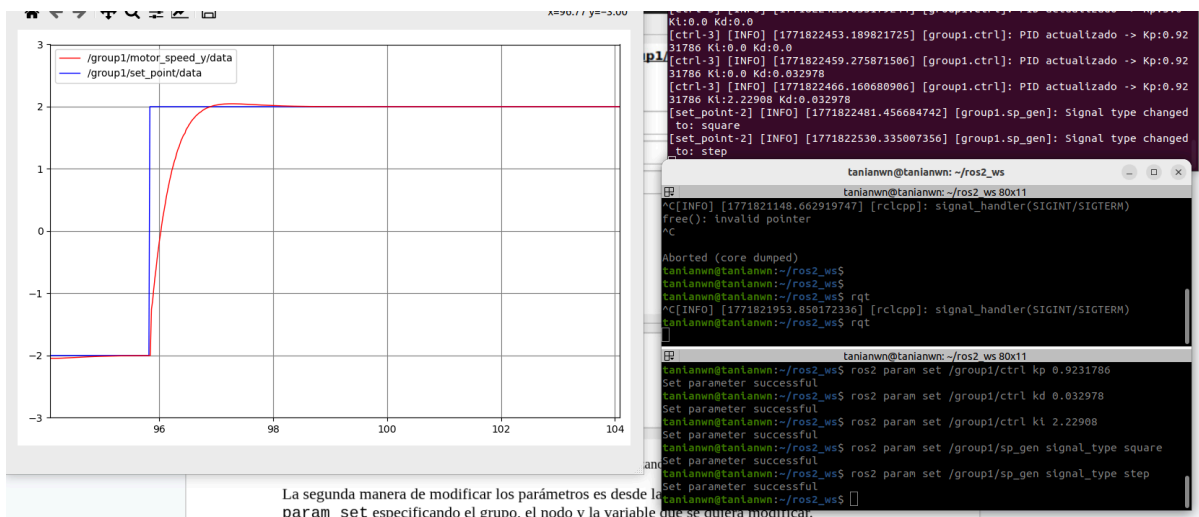 x=96.77 y=-3.00
/group1/motor_speed_y/data
/group1/set_point/data
3
2
1
0
−1
−2
−3
96
98
100
102
104
Ki:0.0 Kd:0.0
[ctrl-3] [INFO] [1771822453.189821725] [group1.ctrl]: PID actualizado -> Kp:0.92
31786 Ki:0.0 Kd:0.0
[ctrl-3] [INFO] [1771822459.275871506] [group1.ctrl]: PID actualizado -> Kp:0.92
31786 Ki:0.0 Kd:0.032978
[ctrl-3] [INFO] [1771822466.160680906] [group1.ctrl]: PID actualizado -> Kp:0.92
31786 Ki:2.22908 Kd:0.032978
[set_point-2] [INFO] [1771822481.456684742] [group1.sp_gen]: Signal type changed
to: square
[set_point-2] [INFO] [1771822530.335007356] [group1.sp_gen]: Signal type changed
to: step
tanianwn@tanianwn: ~/ros2_ws
tanianwn@tanianwn: ~/ros2_ws 80x11
^C[INFO] [1771821148.662919747] [rclcpp]: signal_handler(SIGINT/SIGTERM)
free(): invalid pointer
^C
Aborted (core dumped)
tanianwn@tanianwn:~/ros2_ws$
tanianwn@tanianwn:~/ros2_ws$
tanianwn@tanianwn:~/ros2_ws$ rqt
^C[INFO] [1771821953.850172336] [rclcpp]: signal_handler(SIGINT/SIGTERM)
tanianwn@tanianwn:~/ros2_ws$ rqt
tanianwn@tanianwn: ~/ros2_ws 80x11
tanianwn@tanianwn:~/ros2_ws$ ros2 param set /group1/ctrl kp 0.9231786
Set parameter successful
tanianwn@tanianwn:~/ros2_ws$ ros2 param set /group1/ctrl kd 0.032978
Set parameter successful
tanianwn@tanianwn:~/ros2_ws$ ros2 param set /group1/ctrl ki 2.22908
Set parameter successful
tanianwn@tanianwn:~/ros2_ws$ ros2 param set /group1/sp_gen signal_type square
Set parameter successful
tanianwn@tanianwn:~/ros2_ws$ ros2 param set /group1/sp_gen signal_type step
Set parameter successful
tanianwn@tanianwn:~/ros2_ws$
La segunda manera de modificar los parámetros es desde la
param set especificando el grupo, el nodo y la variable que se quiera modificar.